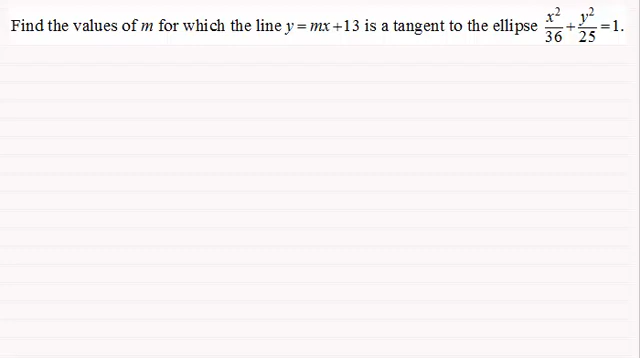 Find the values of m for which the line y = mx + 13 is a tangent to the ellipse x²/36 + y²/25 = 1.